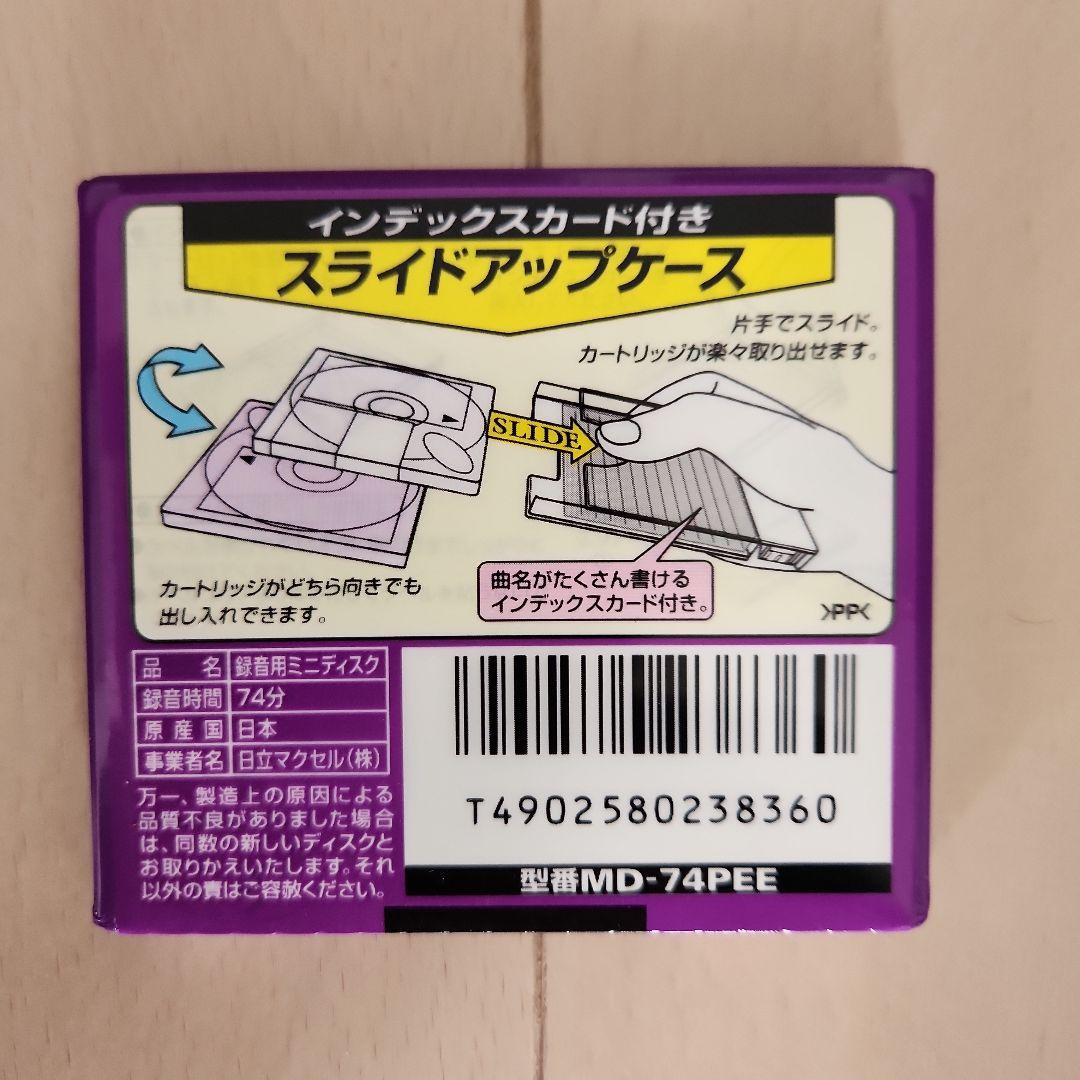 インデックスカード付き
スライドアップケース
片手でスライド。
カートリッジが楽々取り出せます。
SLIDE
カートリッジがどちら向きでも
出し入れできます。
曲名がたくさん書ける
インデックスカード付き。
>PP<
品名 録音用ミニディスク
録音時間 74分
原産国 日本
事業者名 日立マクセル(株)
万一、製造上の原因による
品質不良がありました場合
は、同数の新しいディスクと
お取りかえいたします。それ
以外の責はご容赦ください。
T4902580238360
型番MD-74PEE